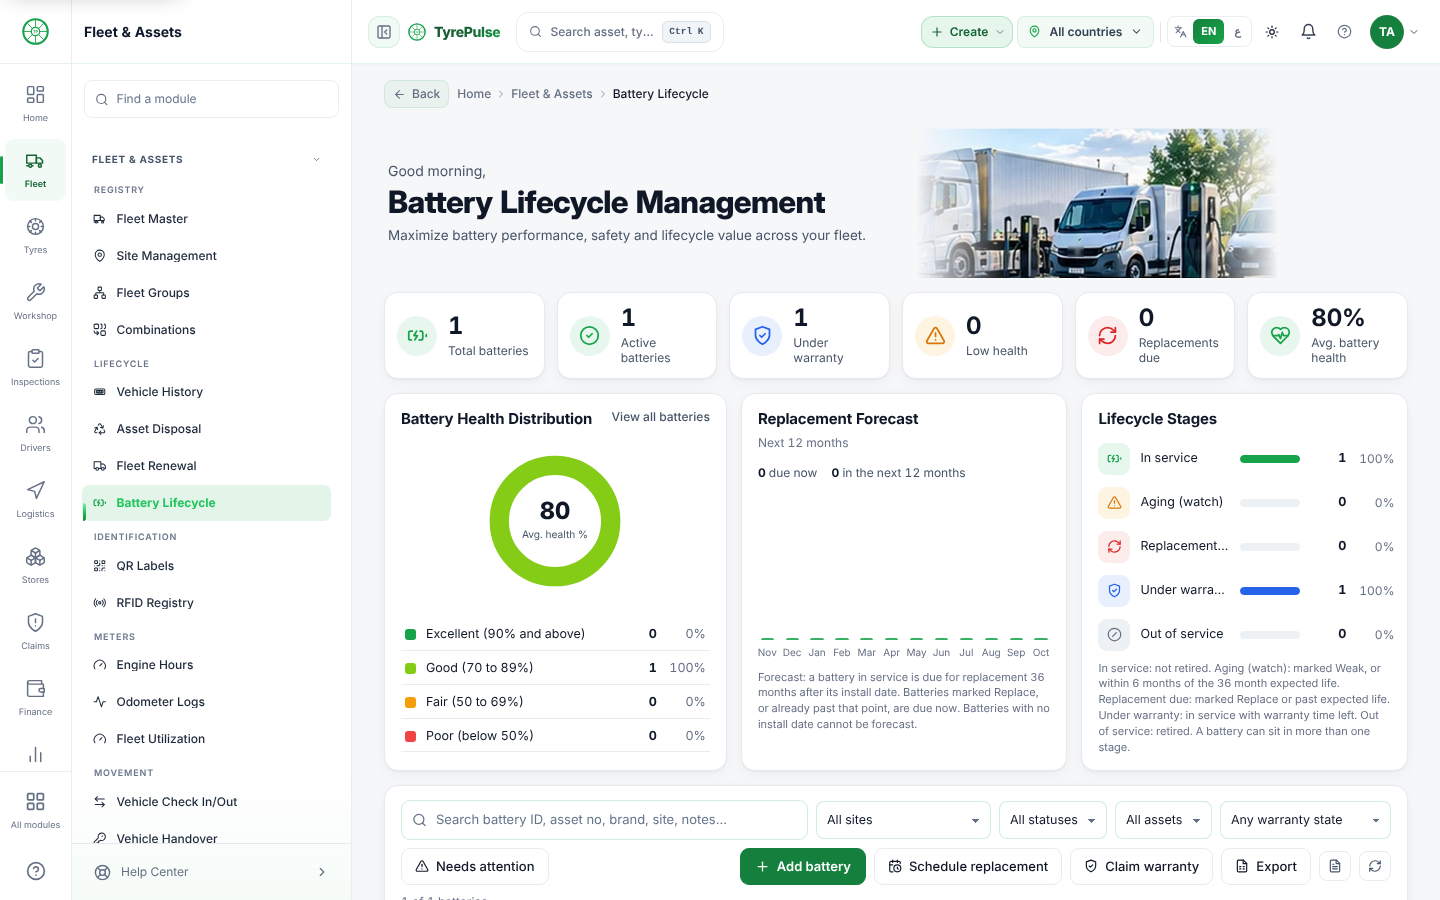 Fleet & Assets
TyrePulse
Search asset, ty...
Ctrl K
Create
All countries
EN
ع
TA
Home
Fleet
Tyres
Workshop
Inspections
Drivers
Logistics
Stores
Claims
Finance
All modules
Find a module
FLEET & ASSETS
REGISTRY
Fleet Master
Site Management
Fleet Groups
Combinations
LIFECYCLE
Vehicle History
Asset Disposal
Fleet Renewal
Battery Lifecycle
IDENTIFICATION
QR Labels
RFID Registry
METERS
Engine Hours
Odometer Logs
Fleet Utilization
MOVEMENT
Vehicle Check In/Out
Vehicle Handover
Help Center
Back
Home
Fleet & Assets
Battery Lifecycle
Good morning,
Battery Lifecycle Management
Maximize battery performance, safety and lifecycle value across your fleet.
1
Total batteries
1
Active
batteries
1
Under
warranty
0
Low health
0
Replacements
due
80%
Avg. battery
health
Battery Health Distribution
View all batteries
80
Avg. health %
Excellent (90% and above) 0 0%
Good (70 to 89%) 1 100%
Fair (50 to 69%) 0 0%
Poor (below 50%) 0 0%
Replacement Forecast
Next 12 months
0 due now 0 in the next 12 months
Nov Dec Jan Feb Mar Apr May Jun Jul Aug Sep Oct
Forecast: a battery in service is due for replacement 36
months after its install date. Batteries marked Replace,
or already past that point, are due now. Batteries with no
install date cannot be forecast.
Lifecycle Stages
In service 1 100%
Aging (watch) 0 0%
Replacement... 0 0%
Under warra... 1 100%
Out of service 0 0%
In service: not retired. Aging (watch): marked Weak, or
within 6 months of the 36 month expected life.
Replacement due: marked Replace or past expected life.
Under warranty: in service with warranty time left. Out
of service: retired. A battery can sit in more than one
stage.
Search battery ID, asset no, brand, site, notes...
All sites
All statuses
All assets
Any warranty state
Needs attention
Add battery
Schedule replacement
Claim warranty
Export
1 of 1 batteries